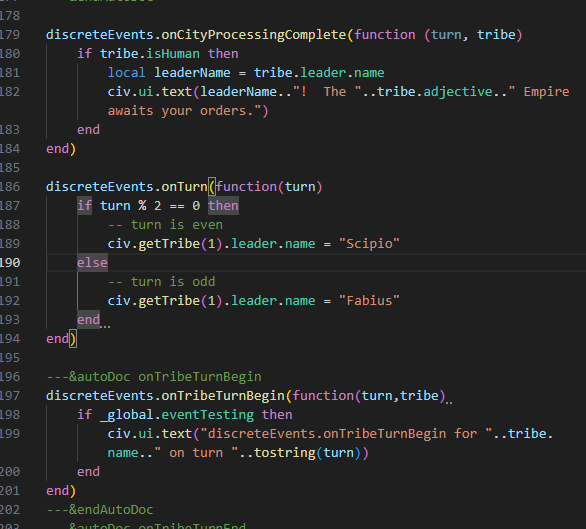 178
179 discreteEvents.onCityProcessingComplete(function (turn, tribe)
180     if tribe.isHuman then
181         local leaderName = tribe.leader.name
182         civ.ui.text(leaderName.."!  The "..tribe.adjective.." Empire
awaits your orders.")
183     end
184 end)
185
186 discreteEvents.onTurn(function(turn)
187     if turn % 2 == 0 then
188         -- turn is even
189         civ.getTribe(1).leader.name = "Scipio"
190     else
191         -- turn is odd
192         civ.getTribe(1).leader.name = "Fabius"
193     end
194 end)
195
196 ---&autoDoc onTribeTurnBegin
197 discreteEvents.onTribeTurnBegin(function(turn,tribe)
198     if _global.eventTesting then
199         civ.ui.text("discreteEvents.onTribeTurnBegin for "..tribe.
name.." on turn "..tostring(turn))
200     end
201 end)
202 ---&endAutoDoc
203 ---&autoDoc onTribeTurnEnd